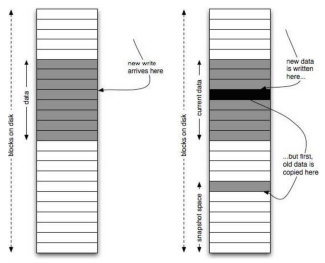 blocks on disk
data
new write
arrives here
blocks on disk
current data
snapshot space
new data
is written
here...
...but first,
old data is
copied here